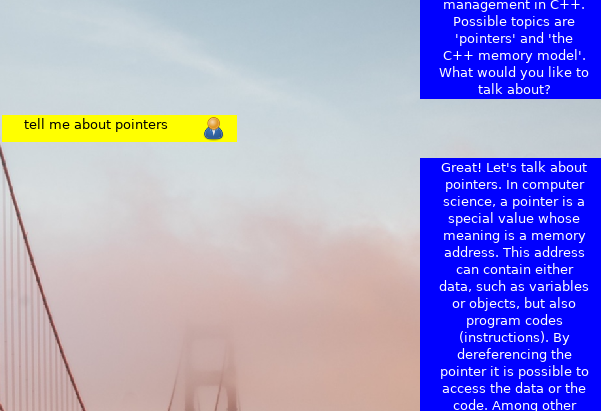 management in C++.
Possible topics are
'pointers' and 'the
C++ memory model'.
What would you like to
talk about?
tell me about pointers
Great! Let's talk about
pointers. In computer
science, a pointer is a
special value whose
meaning is a memory
address. This address
can contain either
data, such as variables
or objects, but also
program codes
(instructions). By
dereferencing the
pointer it is possible to
access the data or the
code. Among other